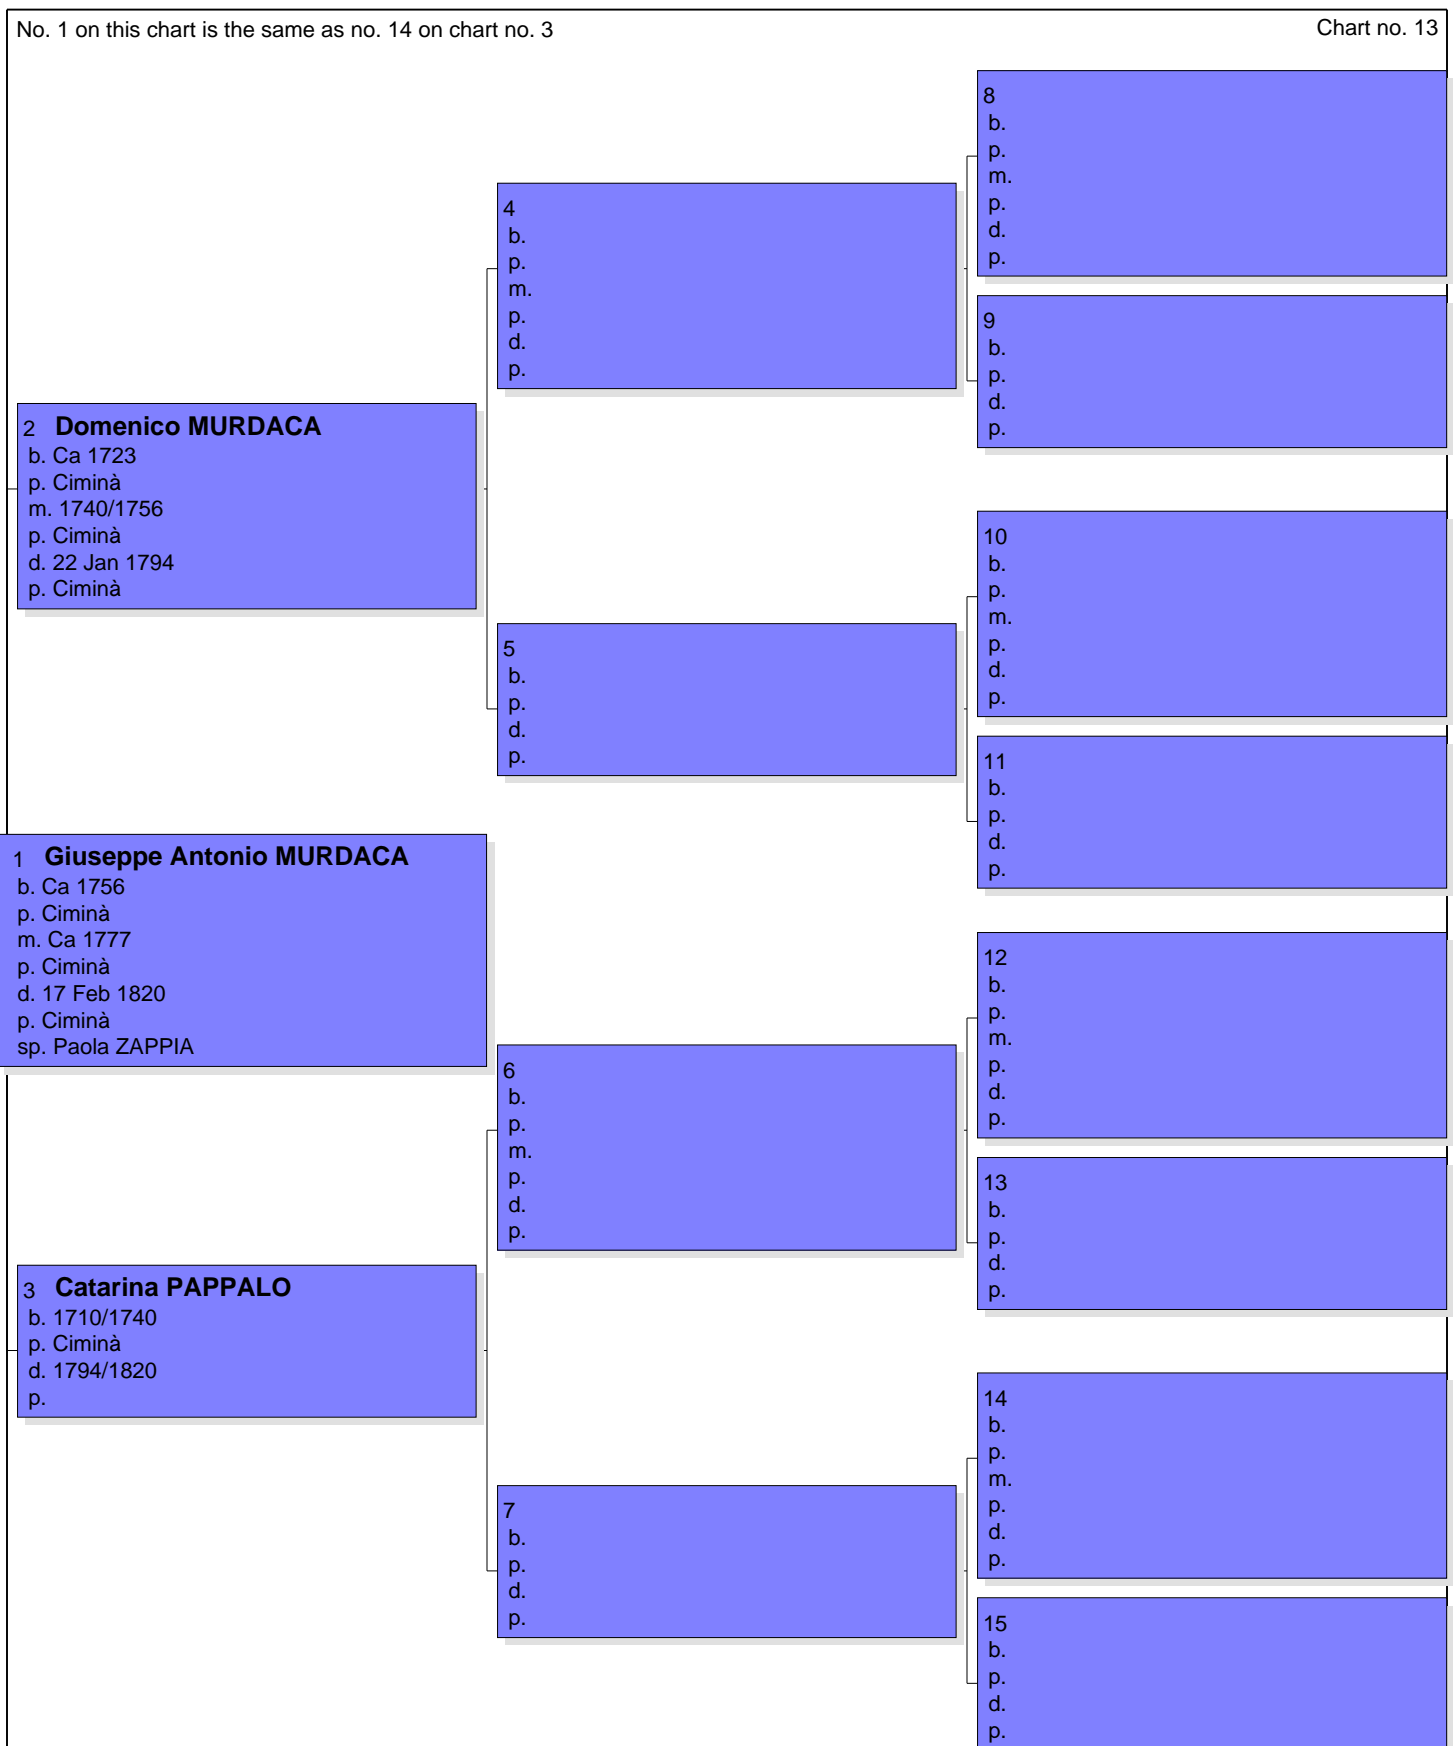 No. 1 on this chart is the same as no. 14 on chart no. 3
Chart no. 13
8
b.
p.
m.
p.
d.
p.
4
b.
p.
m.
p.
d.
p.
9
b.
p.
d.
p.
2 Domenico MURDACA
b. Ca 1723
p. Ciminà
m. 1740/1756
p. Ciminà
d. 22 Jan 1794
p. Ciminà
10
b.
p.
m.
p.
d.
p.
5
b.
p.
d.
p.
11
b.
p.
d.
p.
1 Giuseppe Antonio MURDACA
b. Ca 1756
p. Ciminà
m. Ca 1777
p. Ciminà
d. 17 Feb 1820
p. Ciminà
sp. Paola ZAPPIA
12
b.
p.
m.
p.
d.
p.
6
b.
p.
m.
p.
d.
p.
13
b.
p.
d.
p.
3 Catarina PAPPALO
b. 1710/1740
p. Ciminà
d. 1794/1820
p.
14
b.
p.
m.
p.
d.
p.
7
b.
p.
d.
p.
15
b.
p.
d.
p.